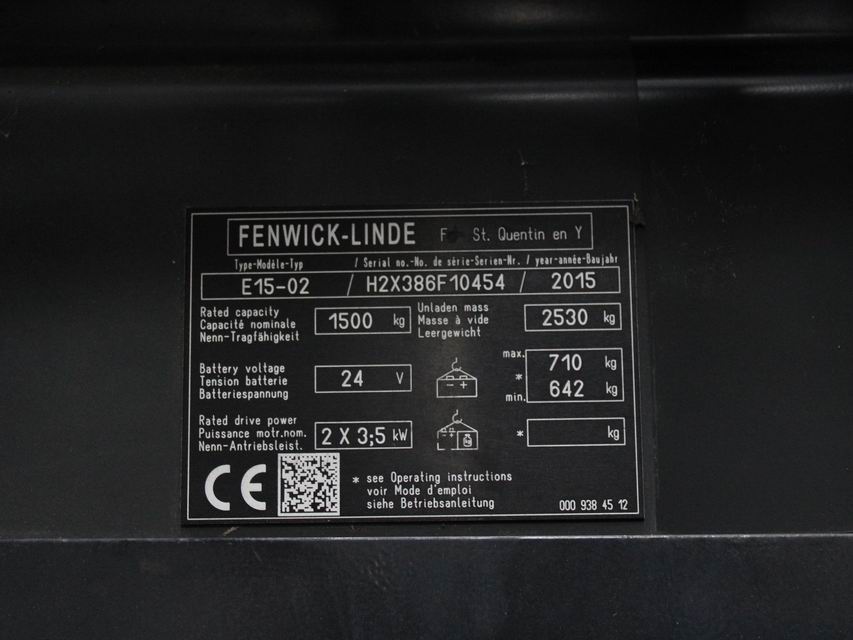 FENWICK-LINDE F St. Quentin en Y
Type-Modèle-Typ / Serial no.-No. de série-Serien-Nr. / year-année-Baujahr
E15-02 / H2X386F10454 / 2015
Rated capacity
Capacité nominale
Nenn-Tragfähigkeit
1500 kg
Unladen mass
Masse à vide
Leergewicht
2530 kg
Battery voltage
Tension batterie
Batteriespannung
24 V
- +
max. 710 kg
*
min. 642 kg
Rated drive power
Puissance motr.nom.
Nenn-Antriebsleist.
2 X 3;5 kW
- + kg
* kg
CE
* see Operating instructions
voir Mode d'emploi
siehe Betriebsanleitung
000 938 45 12